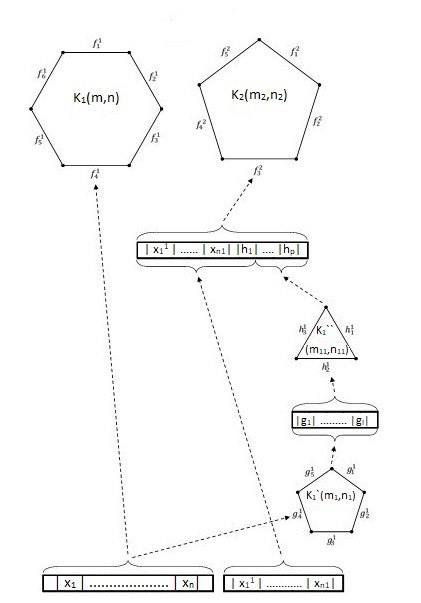 f₁¹ f₅² f₁²
f₆¹ f₂¹
K₁(m,n) K₂(m₂,n₂)
f₅¹ f₃¹ f₄² f₂²
f₄¹ f₃²
| x₁¹ | ...... | xₙ₁| |h₁| .... |hₚ|
h₃¹ K₁`` h₁¹
(m₁₁,n₁₁)
h₂¹
|g₁| ......... |gₗ|
g₅¹ g₁¹
K₁`(m₁,n₁)
g₄¹ g₂¹
g₃¹
| x₁ | ..................... | xₙ| | x₁¹ | ............ | xₙ₁|